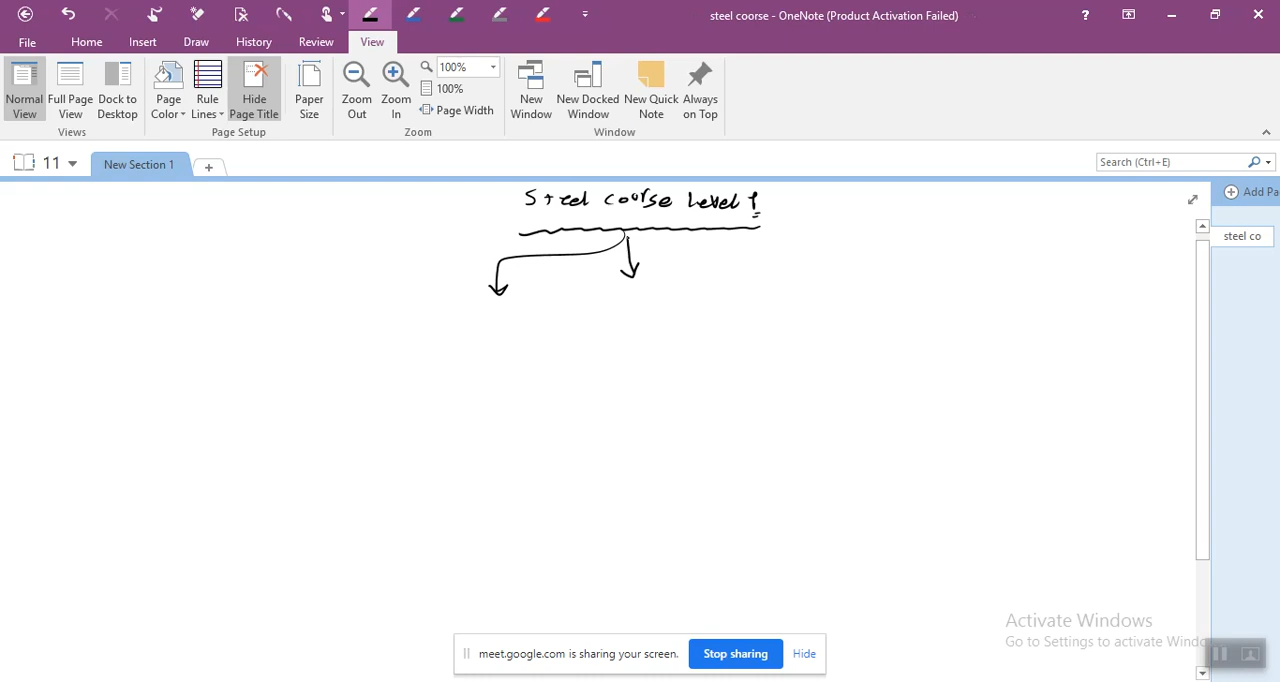 steel coorse - OneNote (Product Activation Failed)
?
File Home Insert Draw History Review View
Normal View
Full Page View
Dock to Desktop
Views
Page Color
Rule Lines
Hide Page Title
Paper Size
Page Setup
Zoom Out
Zoom In
100%
100%
Page Width
Zoom
New Window
New Docked Window
New Quick Note
Always on Top
Window
11 New Section 1 +
Search (Ctrl+E)
Add Pa
steel co
Steel coorse Level 1
Activate Windows
Go to Settings to activate Windo
meet.google.com is sharing your screen. Stop sharing Hide